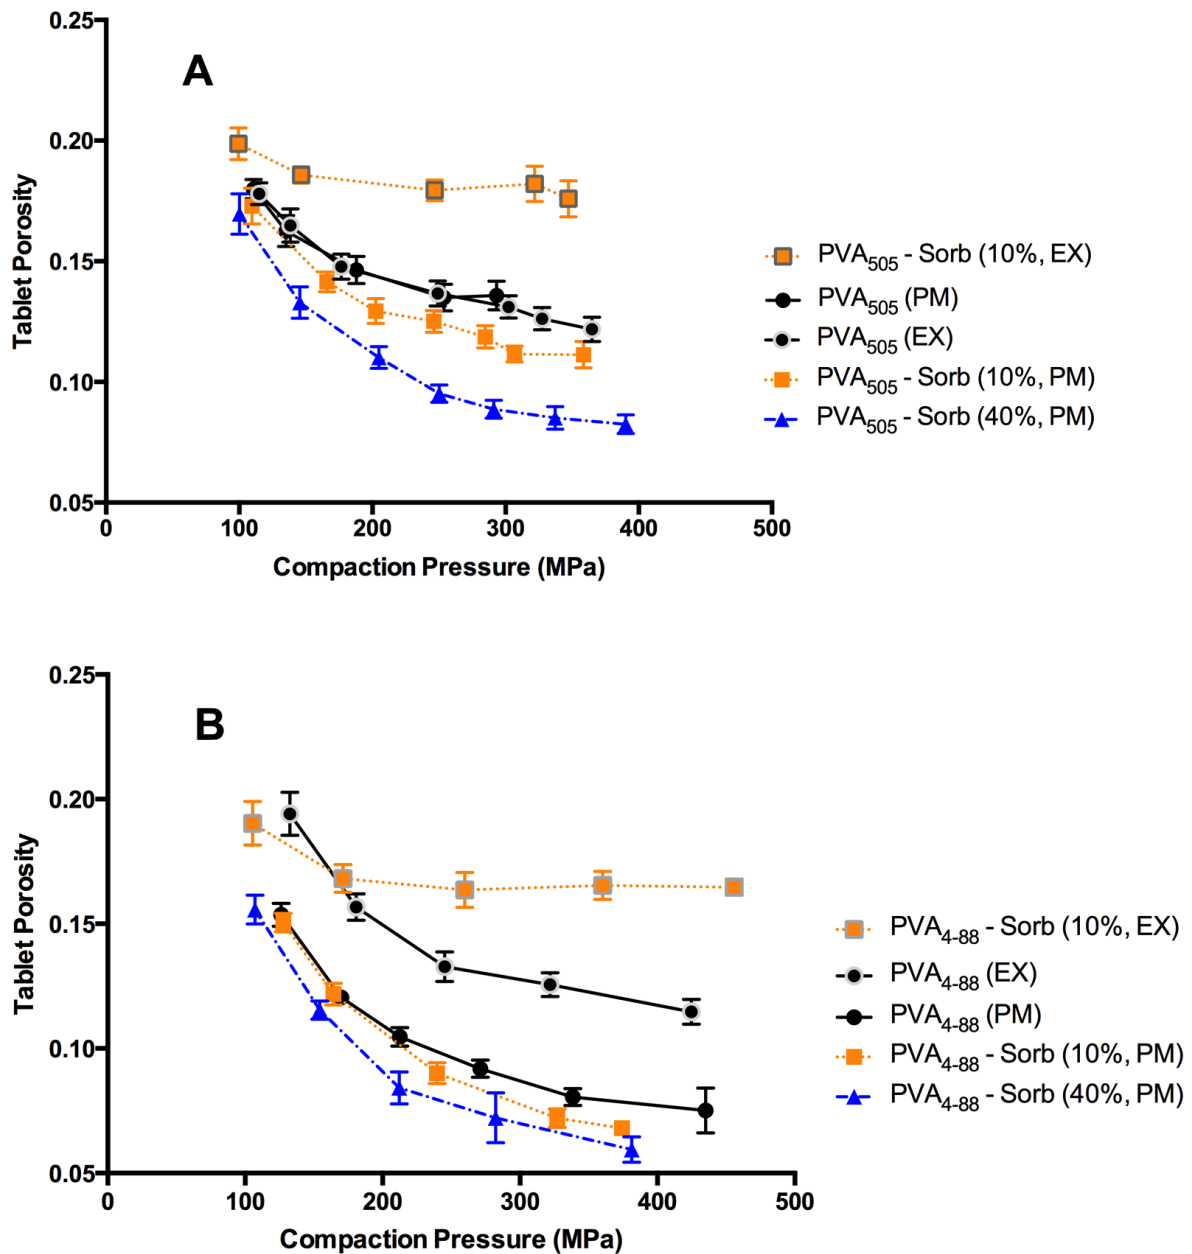 0.25
A
0.20
0.15
0.10
0.05
0 100 200 300 400 500
Tablet Porosity
Compaction Pressure (MPa)
PVA505 - Sorb (10%, EX)
PVA505 (PM)
PVA505 (EX)
PVA505 - Sorb (10%, PM)
PVA505 - Sorb (40%, PM)
0.25
B
0.20
0.15
0.10
0.05
0 100 200 300 400 500
Tablet Porosity
Compaction Pressure (MPa)
PVA4-88 - Sorb (10%, EX)
PVA4-88 (EX)
PVA4-88 (PM)
PVA4-88 - Sorb (10%, PM)
PVA4-88 - Sorb (40%, PM)